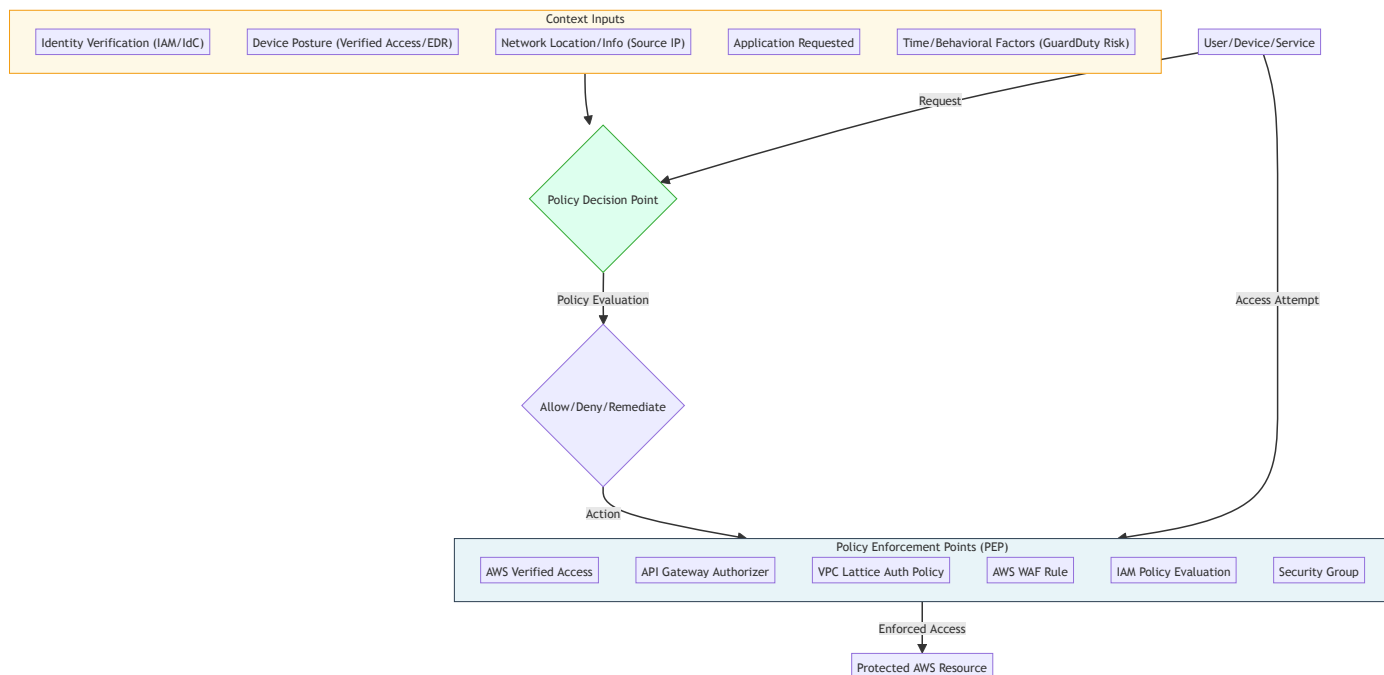 Context Inputs
Identity Verification (IAM/IdC)
Device Posture (Verified Access/EDR)
Network Location/Info (Source IP)
Application Requested
Time/Behavioral Factors (GuardDuty Risk)
User/Device/Service
Request
Policy Decision Point
Policy Evaluation
Access Attempt
Allow/Deny/Remediate
Action
Policy Enforcement Points (PEP)
AWS Verified Access
API Gateway Authorizer
VPC Lattice Auth Policy
AWS WAF Rule
IAM Policy Evaluation
Security Group
Enforced Access
Protected AWS Resource